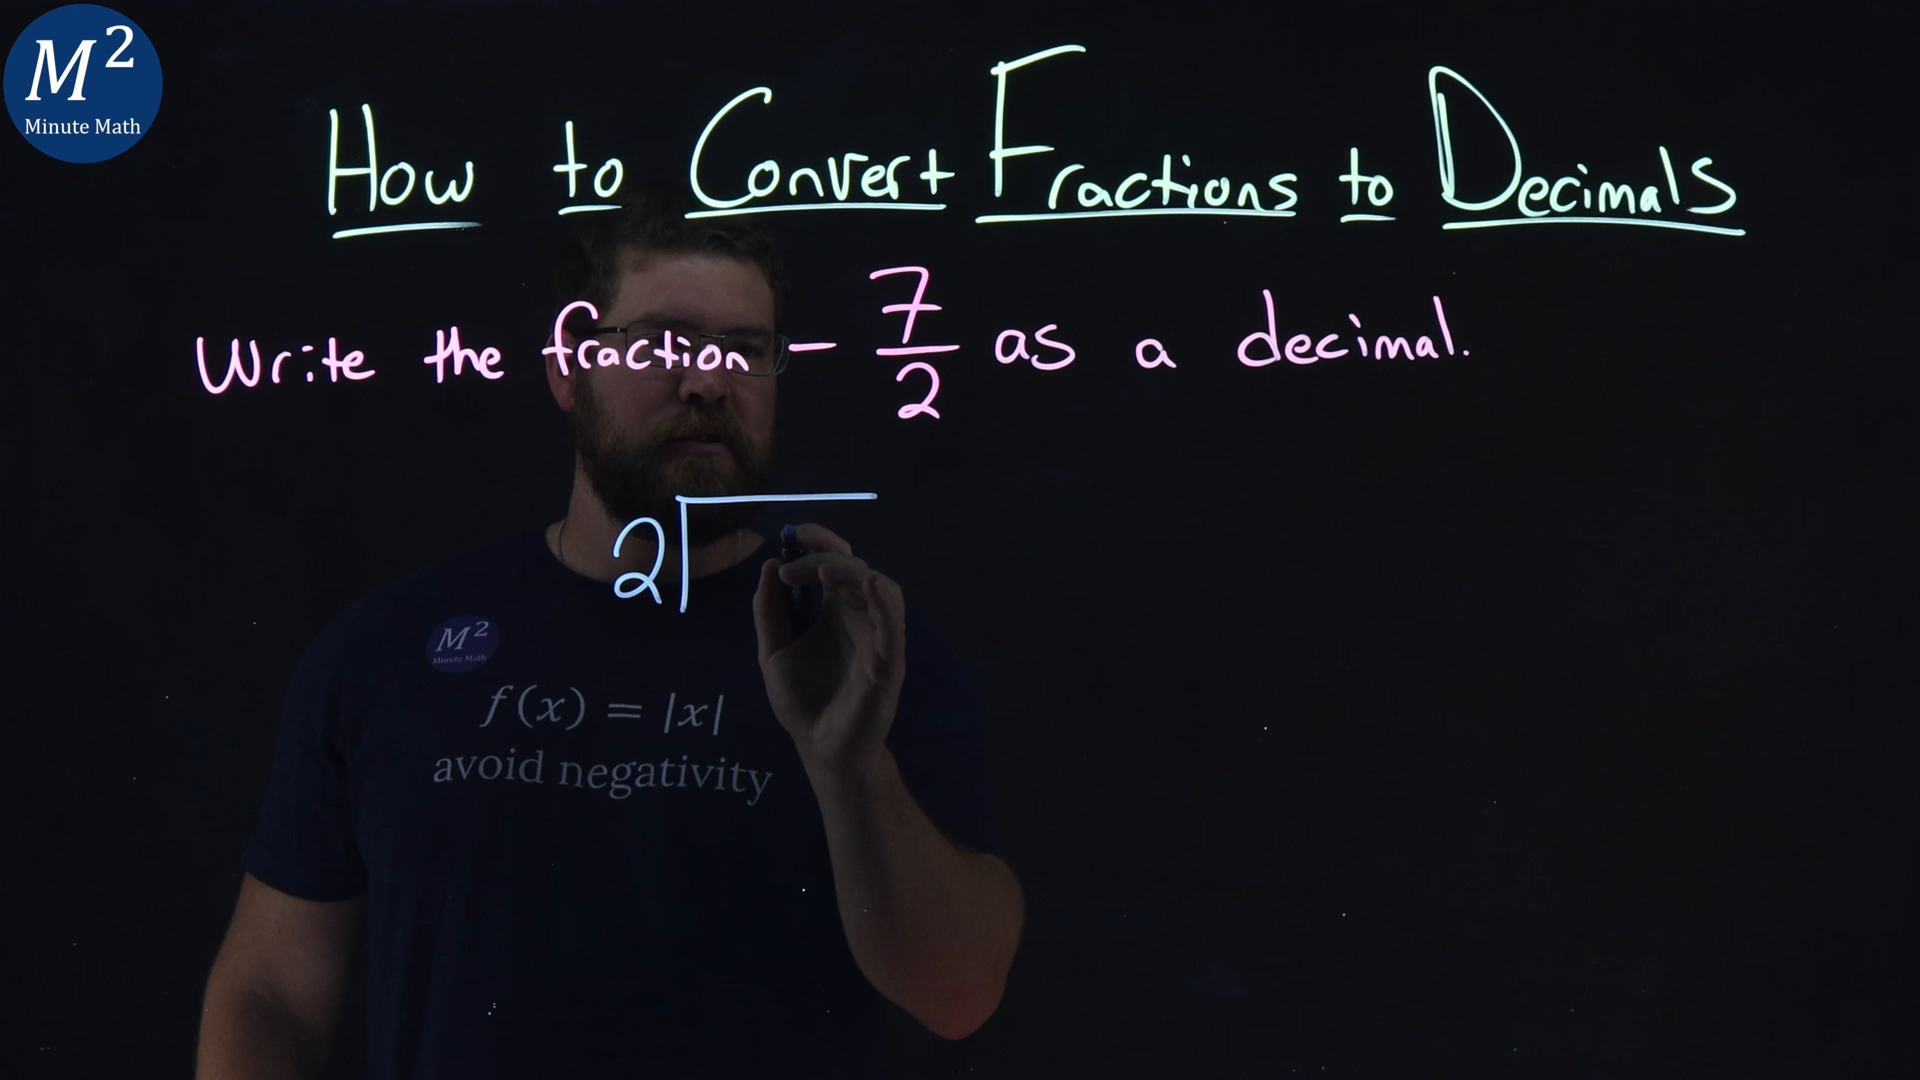 M²
Minute Math
How to Convert Fractions to Decimals
Write the fraction - 7/2 as a decimal.
2
M²
Minute Math
f(x) = |x|
avoid negativity